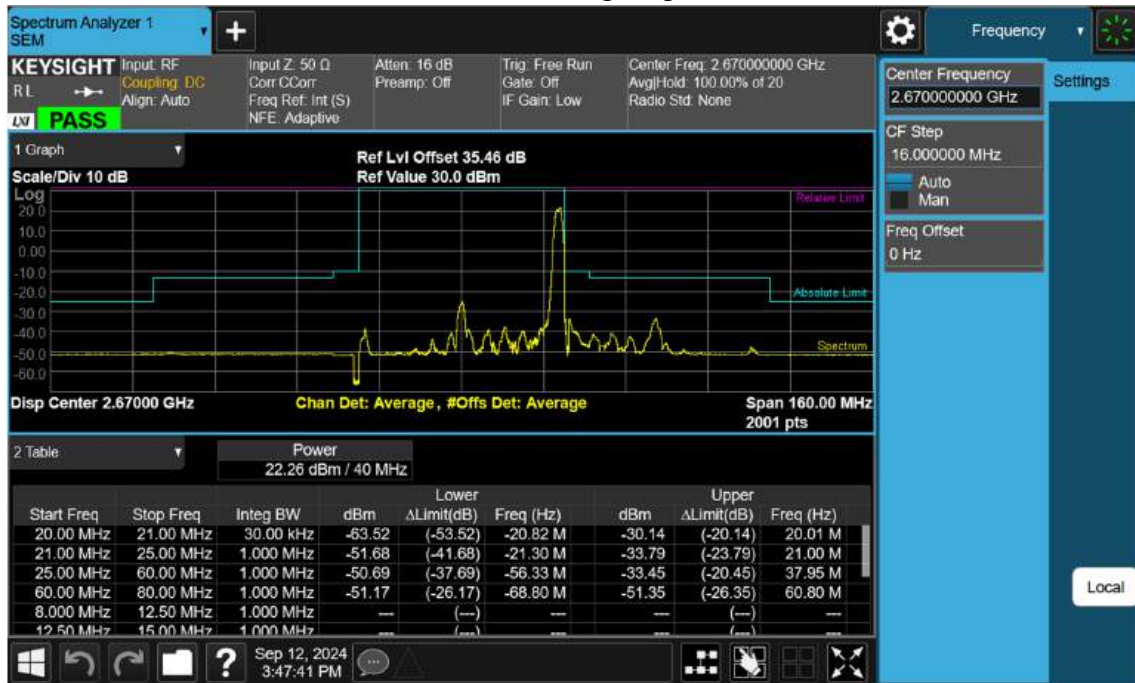 Spectrum Analyzer 1
SEM
Frequency
KEYSIGHT
R L
LXI
PASS
Input: RF
Coupling: DC
Align: Auto
Input Z: 50 Ω
Corr CCorr
Freq Ref: Int (S)
NFE: Adaptive
Atten: 16 dB
Preamp: Off
Trig: Free Run
Gate: Off
IF Gain: Low
Center Freq: 2.670000000 GHz
Avg|Hold: 100.00% of 20
Radio Std: None
Center Frequency
2.670000000 GHz
Settings
CF Step
16.000000 MHz
Auto
Man
Freq Offset
0 Hz
Local
1 Graph
Scale/Div 10 dB
Ref Lvl Offset 35.46 dB
Ref Value 30.0 dBm
Log
20.0
10.0
0.00
-10.0
-20.0
-30.0
-40.0
-50.0
-60.0
Relative Limit
Absolute Limit
Spectrum
Disp Center 2.67000 GHz
Chan Det: Average, #Offs Det: Average
Span 160.00 MHz
2001 pts
2 Table
Power
22.26 dBm / 40 MHz
Lower Upper
Start Freq Stop Freq Integ BW dBm ΔLimit(dB) Freq (Hz) dBm ΔLimit(dB) Freq (Hz)
20.00 MHz 21.00 MHz 30.00 kHz -63.52 (-53.52) -20.82 M -30.14 (-20.14) 20.01 M
21.00 MHz 25.00 MHz 1.000 MHz -51.68 (-41.68) -21.30 M -33.79 (-23.79) 21.00 M
25.00 MHz 60.00 MHz 1.000 MHz -50.69 (-37.69) -56.33 M -33.45 (-20.45) 37.95 M
60.00 MHz 80.00 MHz 1.000 MHz -51.17 (-26.17) -68.80 M -51.35 (-26.35) 60.80 M
8.000 MHz 12.50 MHz 1.000 MHz --- (---) --- --- (---) ---
12.50 MHz 15.00 MHz 1.000 MHz --- (---) --- --- (---) ---
?
Sep 12, 2024
3:47:41 PM